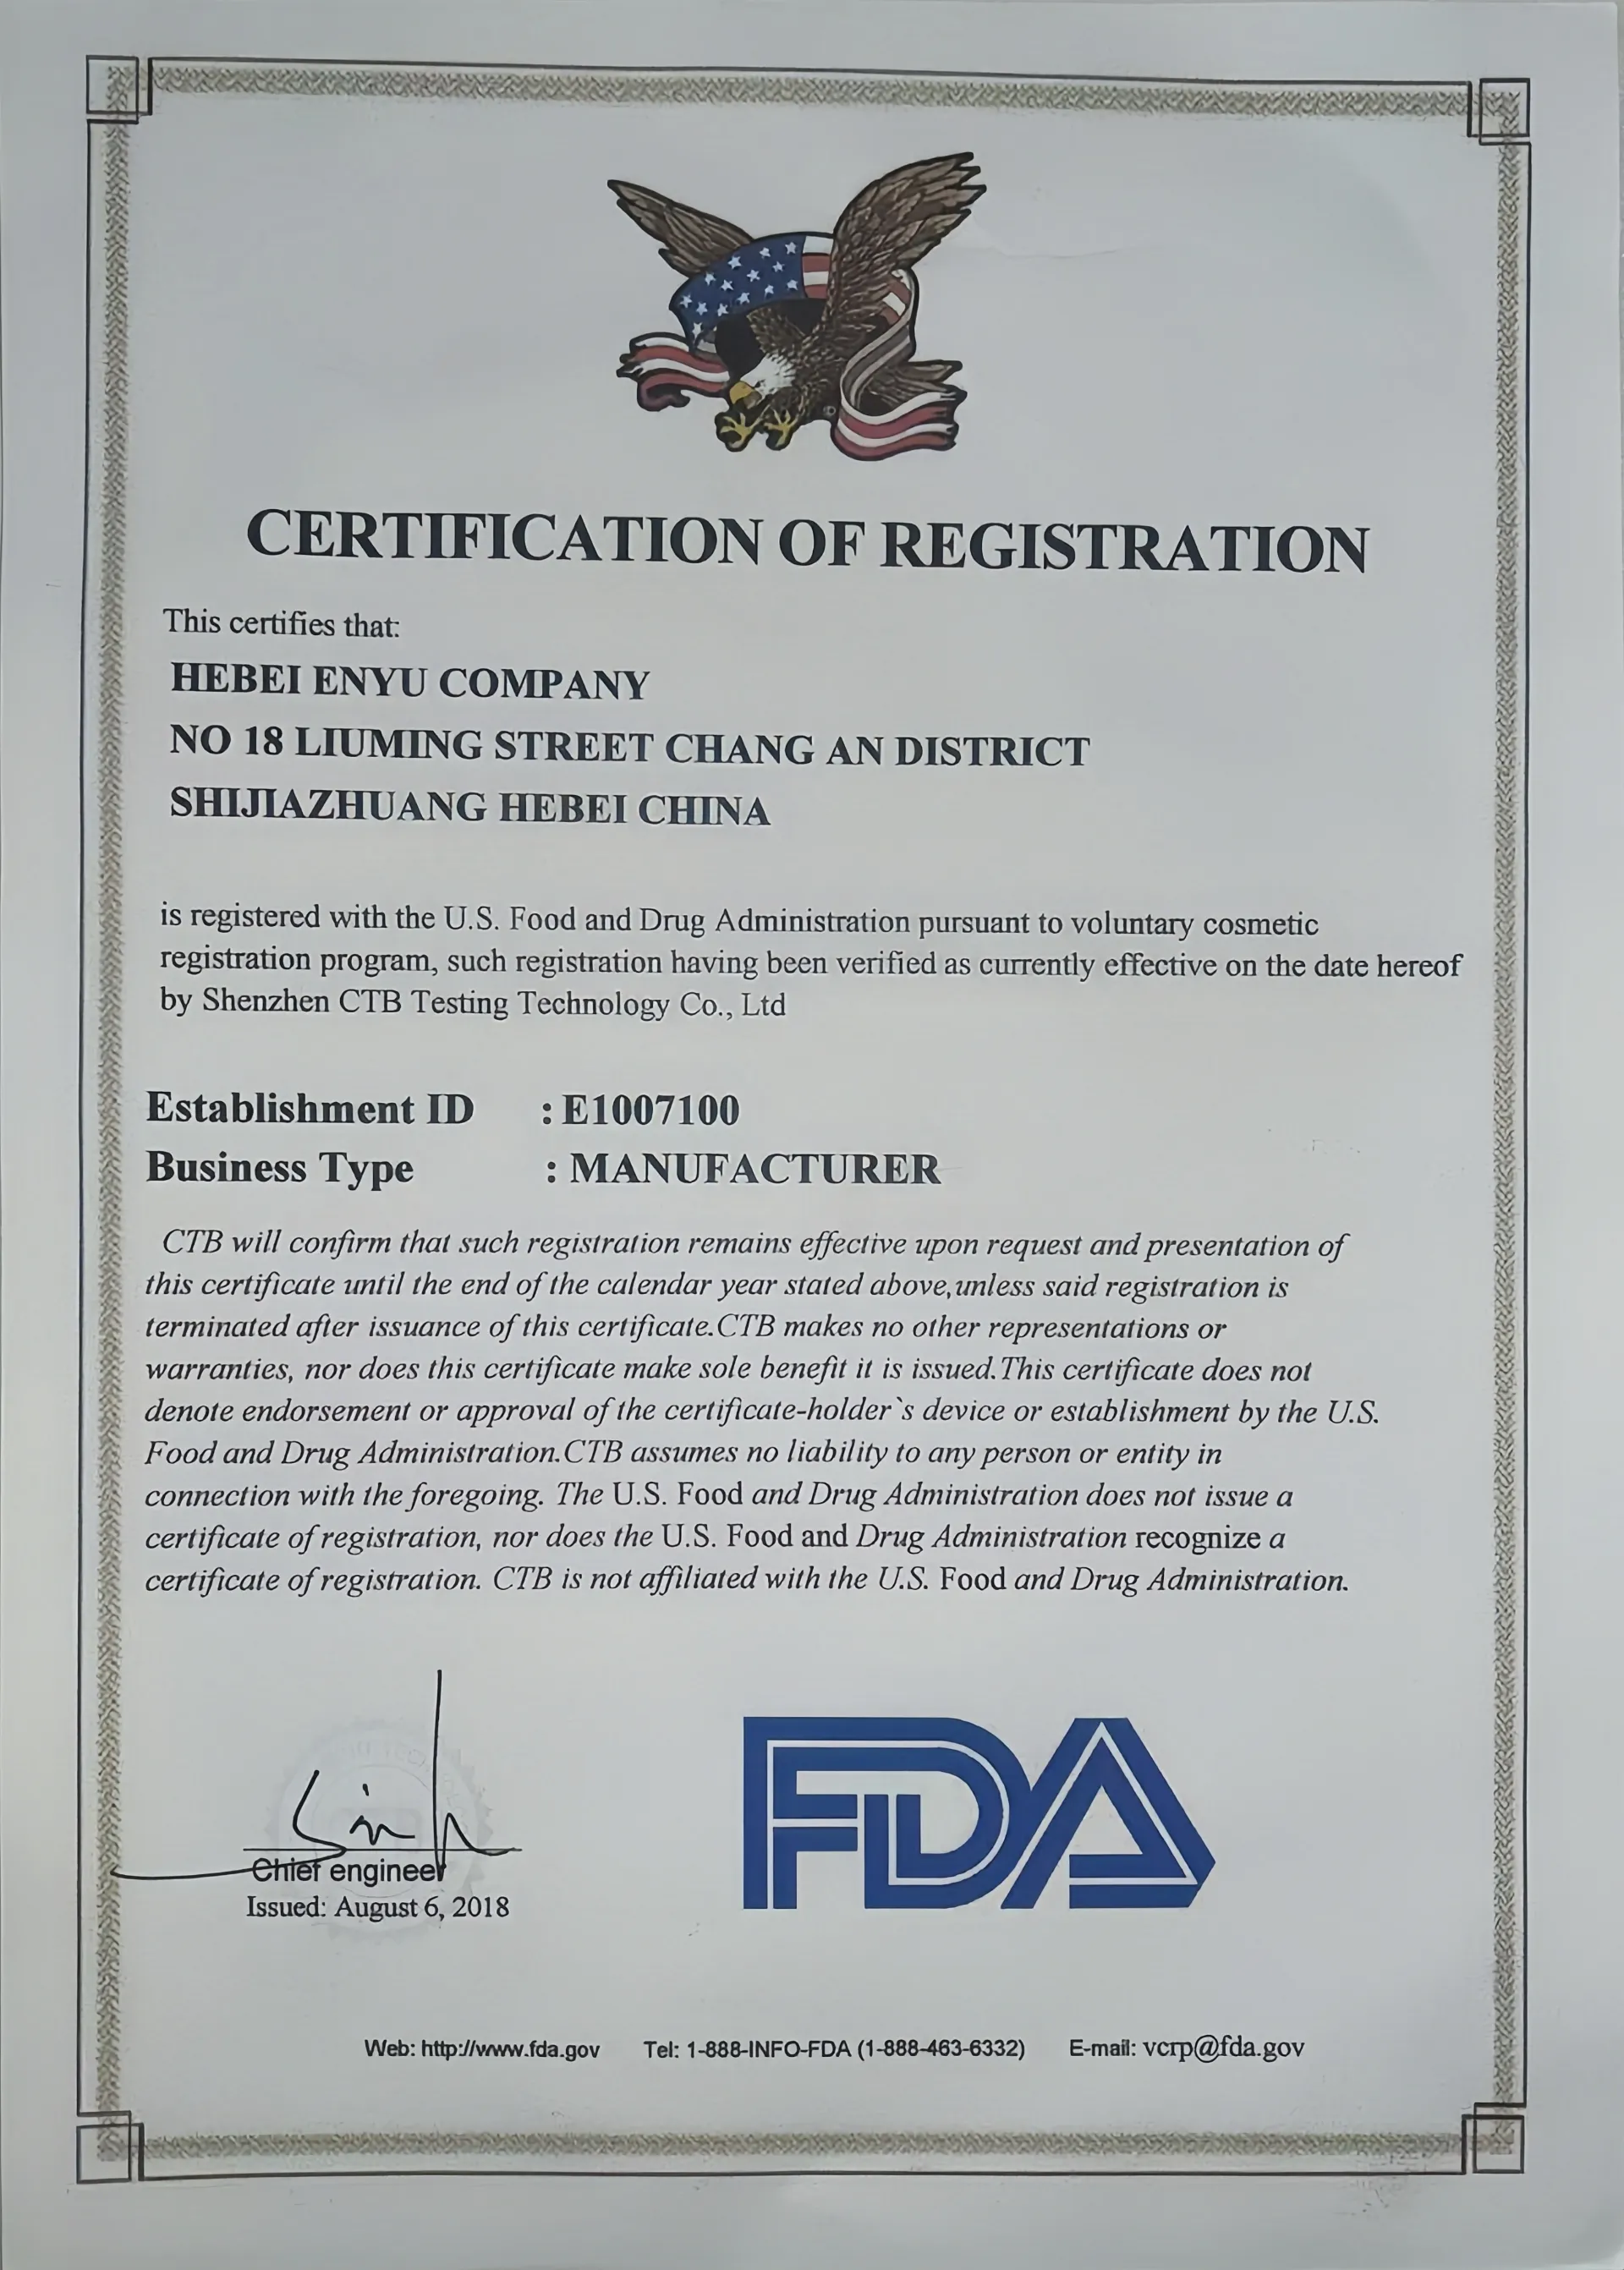 CERTIFICATION OF REGISTRATION
This certifies that:
HEBEI ENYU COMPANY
NO 18 LIUMING STREET CHANG AN DISTRICT
SHIJIAZHUANG HEBEI CHINA
is registered with the U.S. Food and Drug Administration pursuant to voluntary cosmetic
registration program, such registration having been verified as currently effective on the date hereof
by Shenzhen CTB Testing Technology Co., Ltd
Establishment ID : E1007100
Business Type : MANUFACTURER
CTB will confirm that such registration remains effective upon request and presentation of
this certificate until the end of the calendar year stated above,unless said registration is
terminated after issuance of this certificate.CTB makes no other representations or
warranties, nor does this certificate make sole benefit it is issued.This certificate does not
denote endorsement or approval of the certificate-holder`s device or establishment by the U.S.
Food and Drug Administration.CTB assumes no liability to any person or entity in
connection with the foregoing. The U.S. Food and Drug Administration does not issue a
certificate of registration, nor does the U.S. Food and Drug Administration recognize a
certificate of registration. CTB is not affiliated with the U.S. Food and Drug Administration.
Chief engineer
Issued: August 6, 2018
FDA
Web: http://www.fda.gov Tel: 1-888-INFO-FDA (1-888-463-6332) E-mail: vcrp@fda.gov